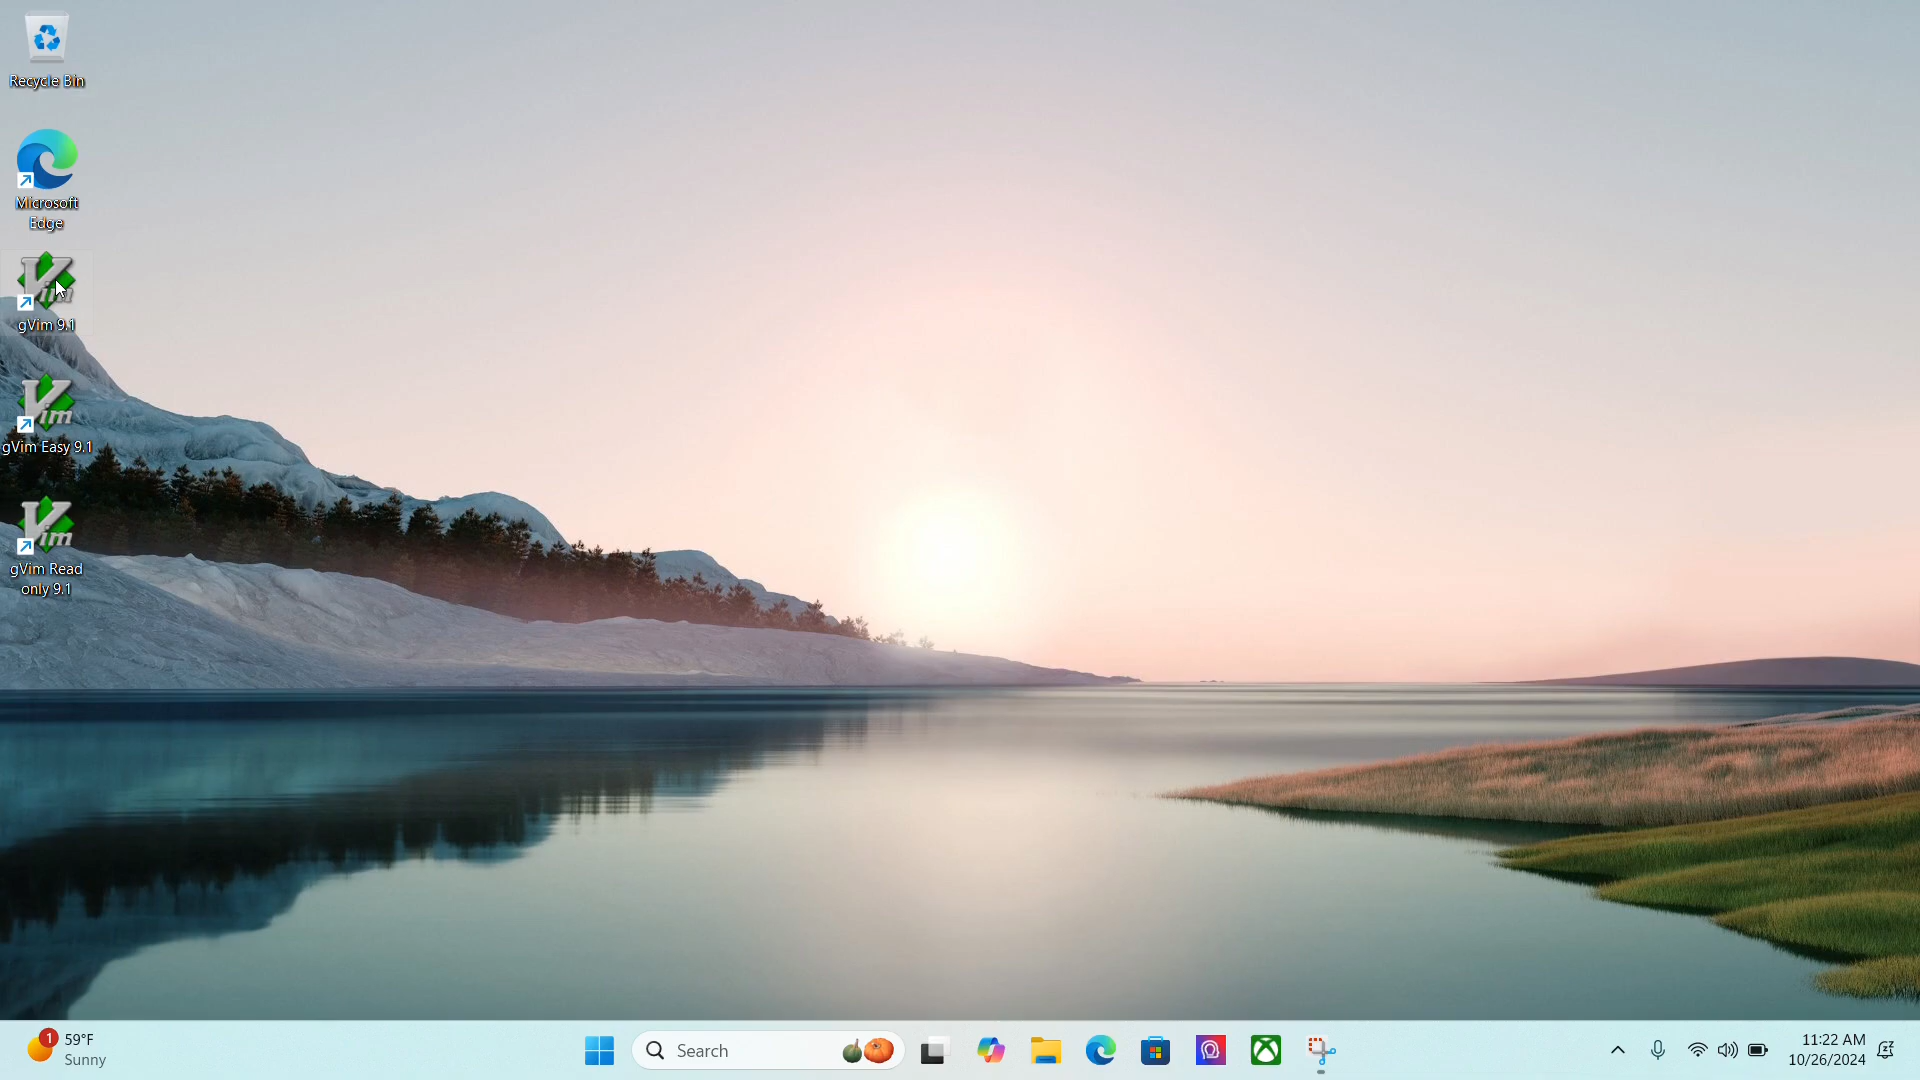 Recycle Bin
Microsoft
Edge
gVim 9.1
gVim Easy 9.1
gVim Read
only 9.1
1
59°F
Sunny
Search
11:22 AM
10/26/2024